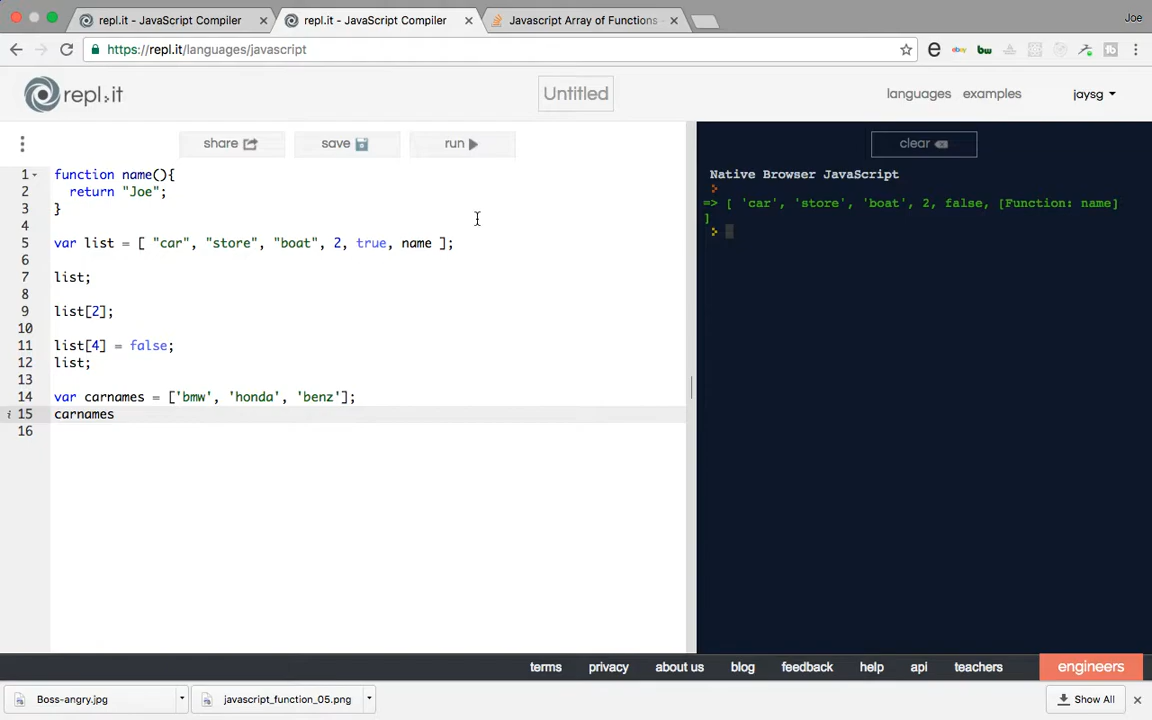 repl.it - JavaScript Compiler
repl.it - JavaScript Compiler
Javascript Array of Functions
Joe
https://repl.it/languages/javascript
repl.it
Untitled
languages
examples
jaysg
share
save
run
clear
1 function name(){
2 return "Joe";
3 }
4
5 var list = [ "car", "store", "boat", 2, true, name ];
6
7 list;
8
9 list[2];
10
11 list[4] = false;
12 list;
13
14 var carnames = ['bmw', 'honda', 'benz'];
i 15 carnames
16
Native Browser JavaScript
=> [ 'car', 'store', 'boat', 2, false, [Function: name]
]
terms
privacy
about us
blog
feedback
help
api
teachers
engineers
Boss-angry.jpg
javascript_function_05.png
Show All